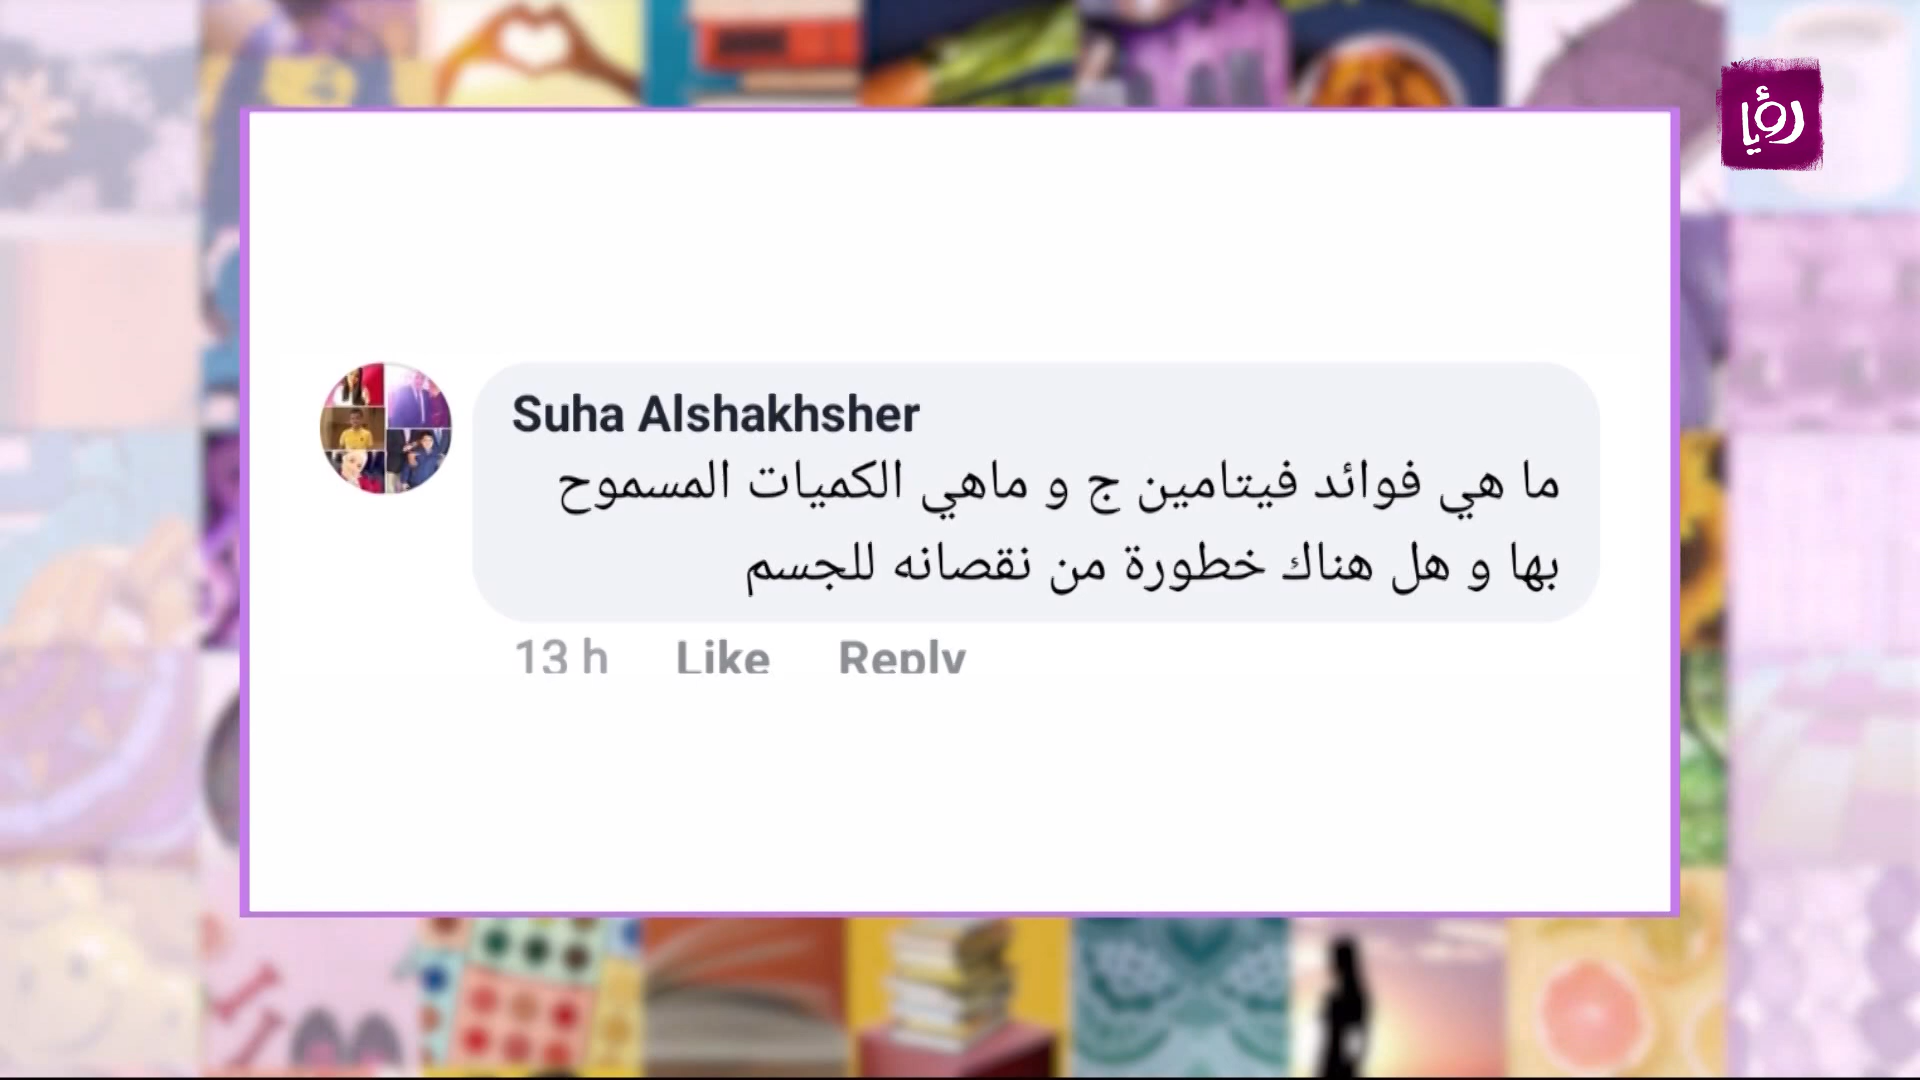 رؤيا
Suha Alshakhsher
ما هي فوائد فيتامين ج و ماهي الكميات المسموح
بها و هل هناك خطورة من نقصانه للجسم
13 h Like Reply